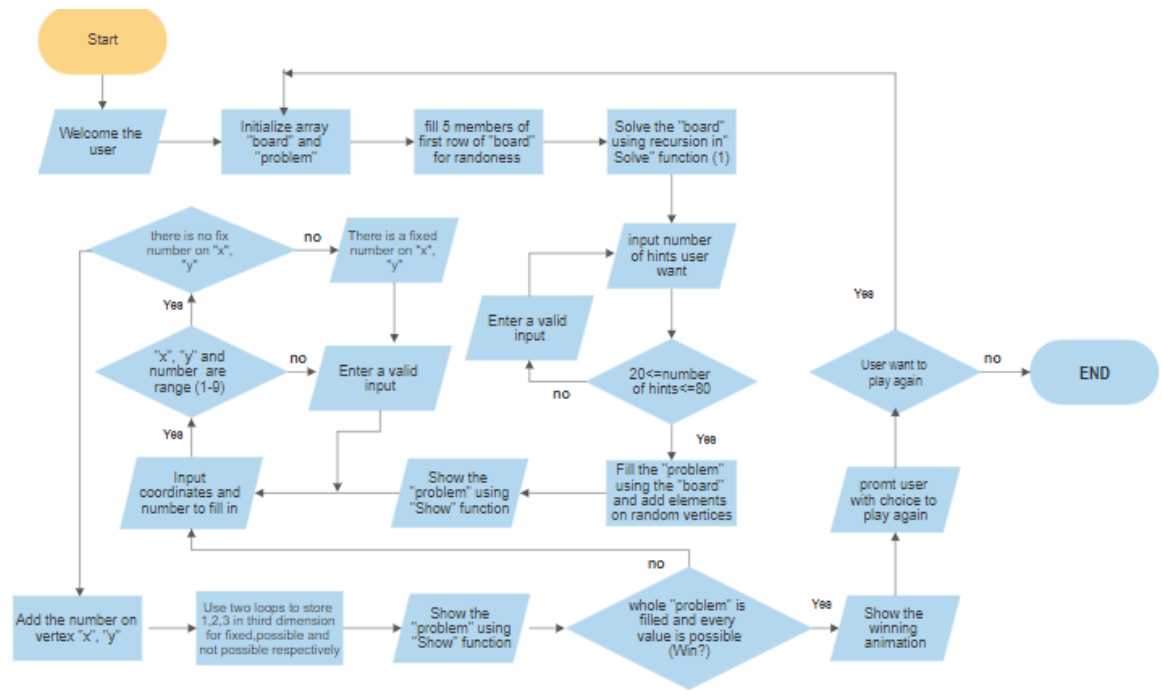 Start
Welcome the
user
Initialize array
"board" and
"problem"
fill 5 members of
first row of "board"
for randoness
Solve the "board"
using recursion in"
Solve" function (1)
input number
of hints user
want
Enter a valid
input
20<=number
of hints<=80
no
Yes
Fill the "problem"
using the "board"
and add elements
on random vertices
Show the
"problem" using
"Show" function
Input
coordinates and
number to fill in
Yes
"x", "y" and
number are
range (1-9)
no
Enter a valid
input
Yes
there is no fix
number on "x",
"y"
no
There is a fixed
number on "x",
"y"
Add the number on
vertex "x", "y"
Use two loops to store
1,2,3 in third dimension
for fixed,possible and
not possible respectively
Show the
"problem" using
"Show" function
whole "problem" is
filled and every
value is possible
(Win?)
no
Yes
Show the
winning
animation
promt user
with choice to
play again
User want to
play again
Yes
no
END